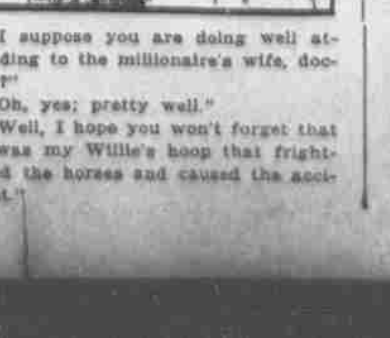 I suppose you are doing well at-
ding to the millionaire's wife, doc-
?"
Oh, yes; pretty well."
Well, I hope you won't forget that
was my Willie's hoop that fright-
d the horses and caused the acci-
t."